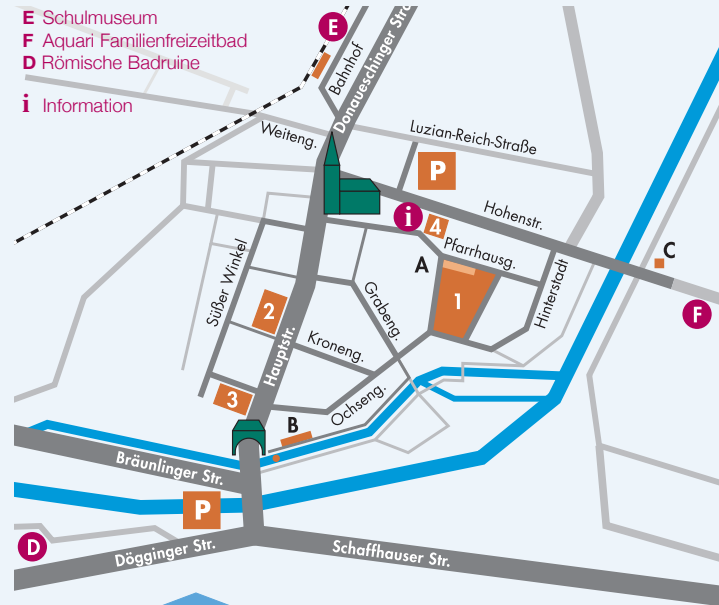 E Schulmuseum
F Aquari Familienfreizeitbad
D Römische Badruine
i Information
E
Bahnhof
Donaueschinger Str.
Weiteng.
Luzian-Reich-Straße
P
i
4
Hohenstr.
C
A
Pfarrhausg.
Süßer Winkel
Hinterstadt
1
2
Grabeng.
F
Hauptstr.
Kroneng.
3
Ochseng.
B
Bräunlinger Str.
P
D
Dögginger Str.
Schaffhauser Str.